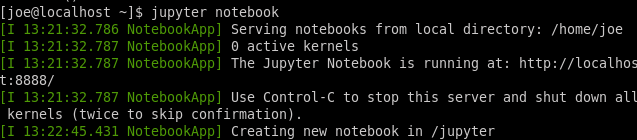 [joe@localhost ~]$ jupyter notebook
[I 13:21:32.786 NotebookApp] Serving notebooks from local directory: /home/joe
[I 13:21:32.787 NotebookApp] 0 active kernels
[I 13:21:32.787 NotebookApp] The Jupyter Notebook is running at: http://localhos
t:8888/
[I 13:21:32.787 NotebookApp] Use Control-C to stop this server and shut down all
 kernels (twice to skip confirmation).
[I 13:22:45.431 NotebookApp] Creating new notebook in /jupyter